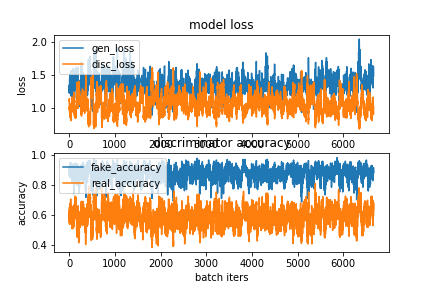 model loss
2.0
1.5
1.0
loss
gen_loss
disc_loss
0 1000 2000 3000 4000 5000 6000
discriminator accuracy
1.0
0.8
0.6
0.4
accuracy
fake_accuracy
real_accuracy
0 1000 2000 3000 4000 5000 6000
batch iters